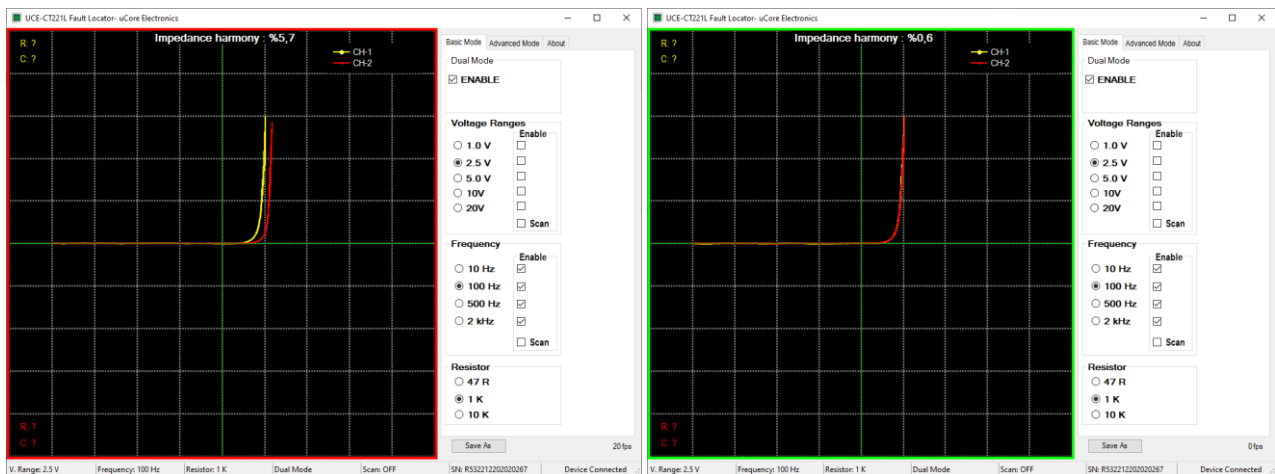 UCE-CT221L Fault Locator- uCore Electronics
R: ?
C: ?
Impedance harmony : %5,7
CH-1
CH-2
R: ?
C: ?
Basic Mode Advanced Mode About
Dual Mode
ENABLE
Voltage Ranges
Enable
1.0 V
2.5 V
5.0 V
10V
20V
Scan
Frequency
Enable
10 Hz
100 Hz
500 Hz
2 kHz
Scan
Resistor
47 R
1 K
10 K
Save As
20 fps
V. Range: 2.5 V Frequency: 100 Hz Resistor: 1 K Dual Mode Scan: OFF SN: R532212202020267 Device Connected
UCE-CT221L Fault Locator- uCore Electronics
R: ?
C: ?
Impedance harmony : %0,6
CH-1
CH-2
R: ?
C: ?
Basic Mode Advanced Mode About
Dual Mode
ENABLE
Voltage Ranges
Enable
1.0 V
2.5 V
5.0 V
10V
20V
Scan
Frequency
Enable
10 Hz
100 Hz
500 Hz
2 kHz
Scan
Resistor
47 R
1 K
10 K
Save As
0 fps
V. Range: 2.5 V Frequency: 100 Hz Resistor: 1 K Dual Mode Scan: OFF SN: R532212202020267 Device Connected